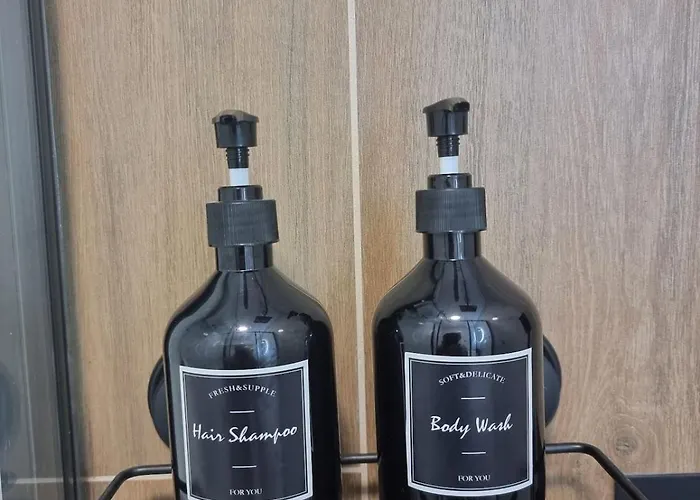 FRESH&SUPPLE
Hair Shampoo
FOR YOU
SOFT&DELICATE
Body Wash
FOR YOU